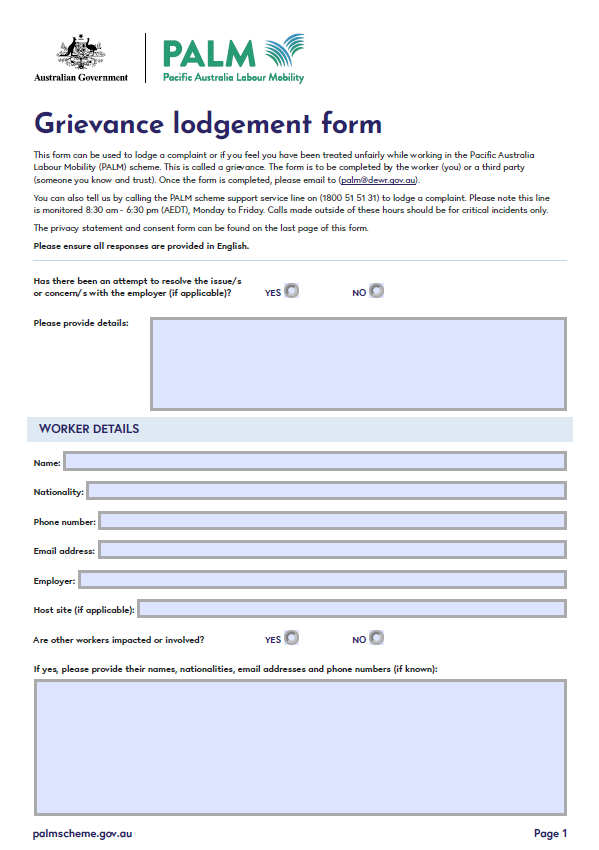 Australian Government
PALM
Pacific Australia Labour Mobility
Grievance lodgement form
This form can be used to lodge a complaint or if you feel you have been treated unfairly while working in the Pacific Australia
Labour Mobility (PALM) scheme. This is called a grievance. The form is to be completed by the worker (you) or a third party
(someone you know and trust). Once the form is completed, please email to (palm@dewr.gov.au).
You can also tell us by calling the PALM scheme support service line on (1800 51 51 31) to lodge a complaint. Please note this line
is monitored 8:30 am - 6:30 pm (AEDT), Monday to Friday. Calls made outside of these hours should be for critical incidents only.
The privacy statement and consent form can be found on the last page of this form.
Please ensure all responses are provided in English.
Has there been an attempt to resolve the issue/s
or concern/s with the employer (if applicable)? YES NO
Please provide details:
WORKER DETAILS
Name:
Nationality:
Phone number:
Email address:
Employer:
Host site (if applicable):
Are other workers impacted or involved? YES NO
If yes, please provide their names, nationalities, email addresses and phone numbers (if known):
palmscheme.gov.au Page 1